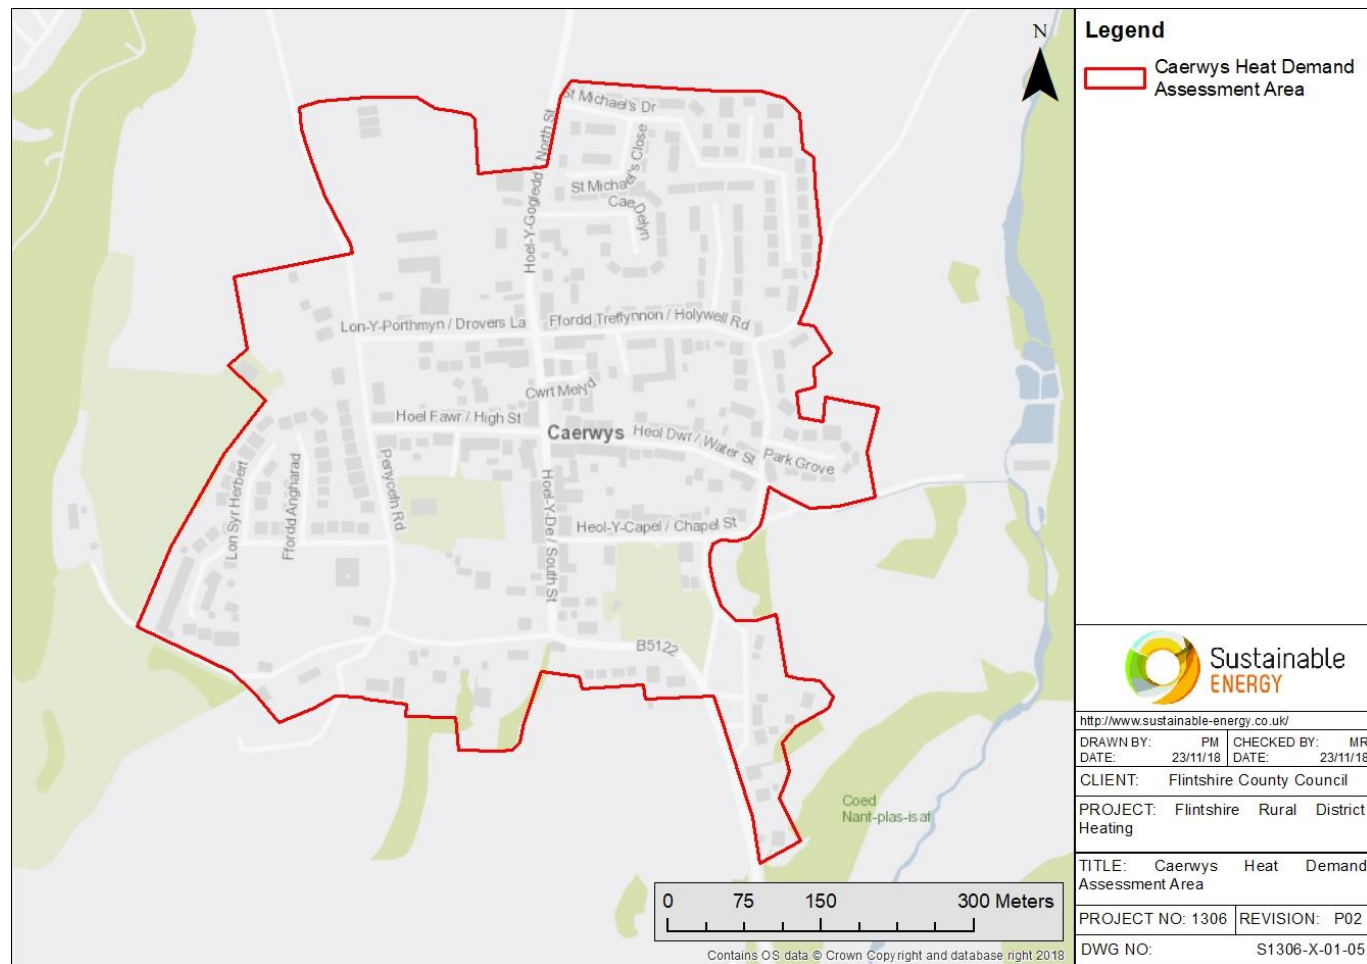 N
St Michael's Dr
Hoel-Y-Gogledd / North St
St Michael's Close
St Michael's
Cae Delyn
Lon-Y-Porthmyn / Drovers La
Ffordd Treffynnon / Holywell Rd
Cwrt Melyd
Hoel Fawr / High St
Caerwys
Heol Dwr / Water St
Park Grove
Penycefn Rd
Lon Syr Herbert
Ffordd Angharad
Hoel-Y-De / South St
Heol-Y-Capel / Chapel St
B5122
Coed
Nant-plas-isaf
0 75 150 300 Meters
Contains OS data © Crown Copyright and database right 2018
Legend
Caerwys Heat Demand
Assessment Area
Sustainable
ENERGY
http://www.sustainable-energy.co.uk/
DRAWN BY: PM CHECKED BY: MR
DATE: 23/11/18 DATE: 23/11/18
CLIENT: Flintshire County Council
PROJECT: Flintshire Rural District
Heating
TITLE: Caerwys Heat Demand
Assessment Area
PROJECT NO: 1306 REVISION: P02
DWG NO: S1306-X-01-05